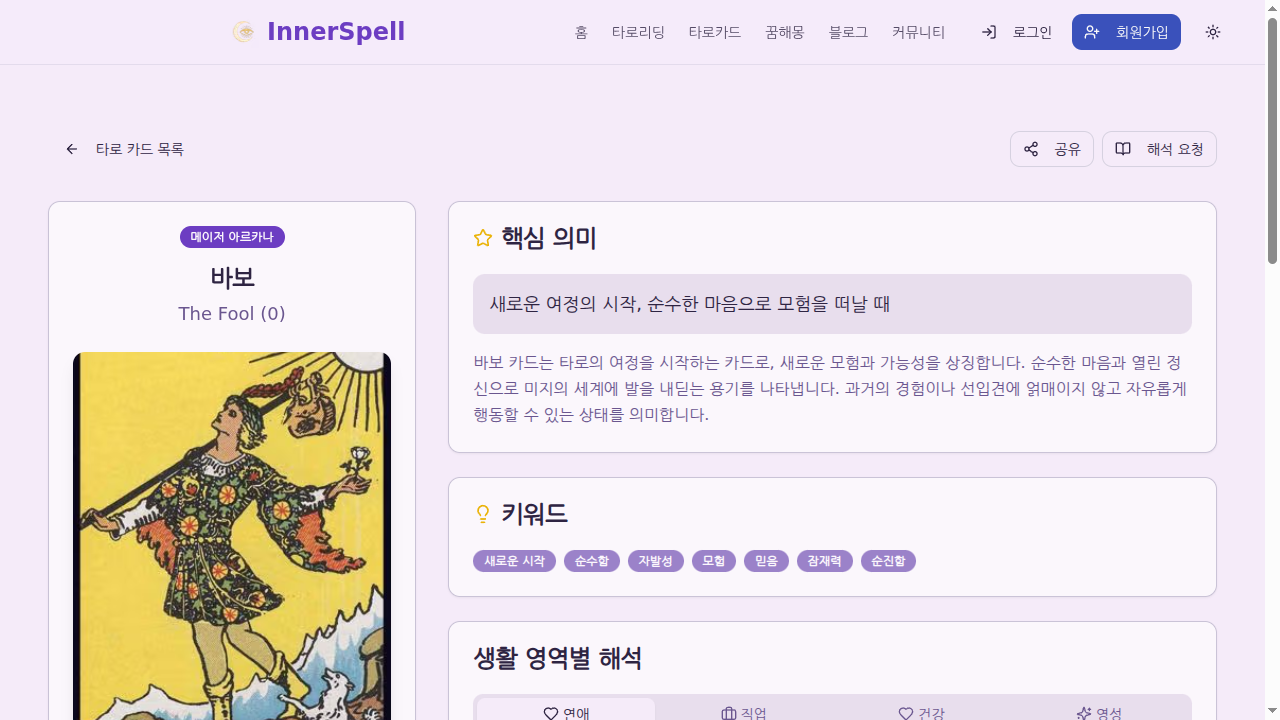 InnerSpell
홈
타로리딩
타로카드
꿈해몽
블로그
커뮤니티
로그인
회원가입
타로 카드 목록
공유
해석 요청
메이저 아르카나
바보
The Fool (0)
핵심 의미
새로운 여정의 시작, 순수한 마음으로 모험을 떠날 때
바보 카드는 타로의 여정을 시작하는 카드로, 새로운 모험과 가능성을 상징합니다. 순수한 마음과 열린 정
신으로 미지의 세계에 발을 내딛는 용기를 나타냅니다. 과거의 경험이나 선입견에 얽매이지 않고 자유롭게
행동할 수 있는 상태를 의미합니다.
키워드
새로운 시작
순수함
자발성
모험
믿음
잠재력
순진함
생활 영역별 해석
연애
직업
건강
영성